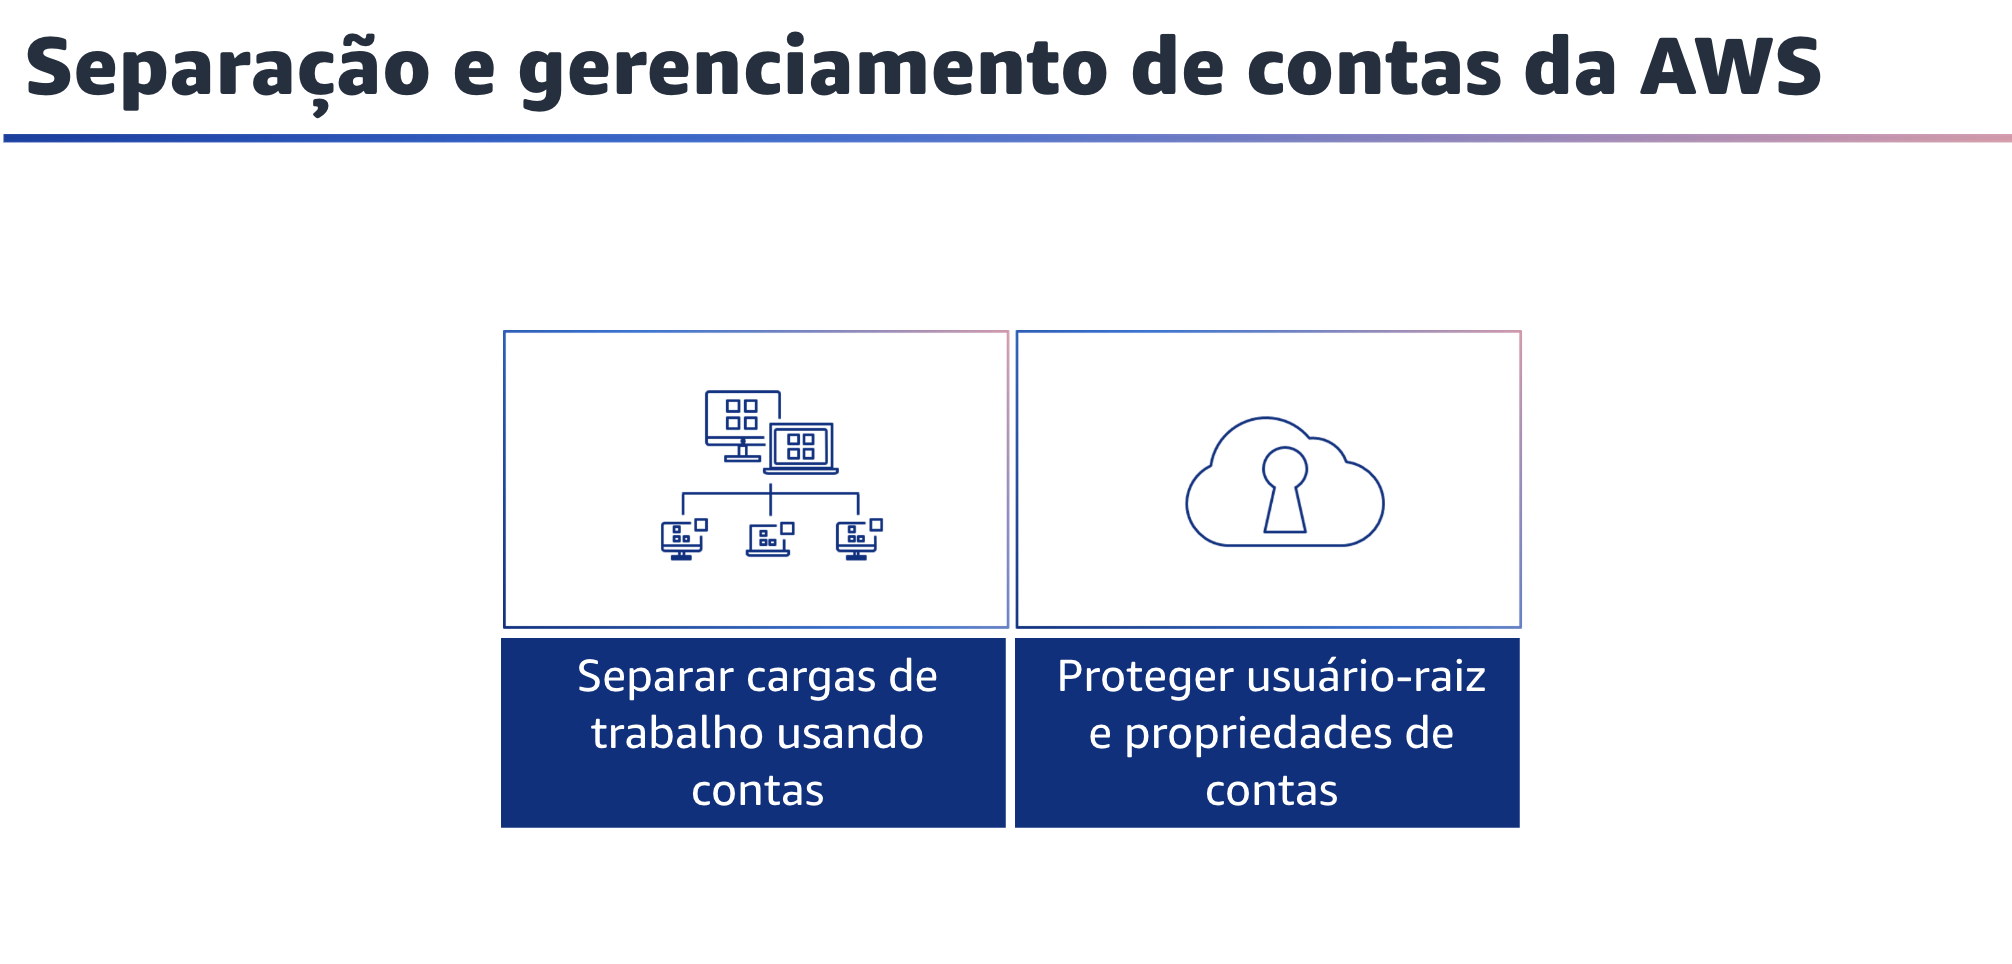 Separação e gerenciamento de contas da AWS
Separar cargas de
trabalho usando
contas
Proteger usuário-raiz
e propriedades de
contas